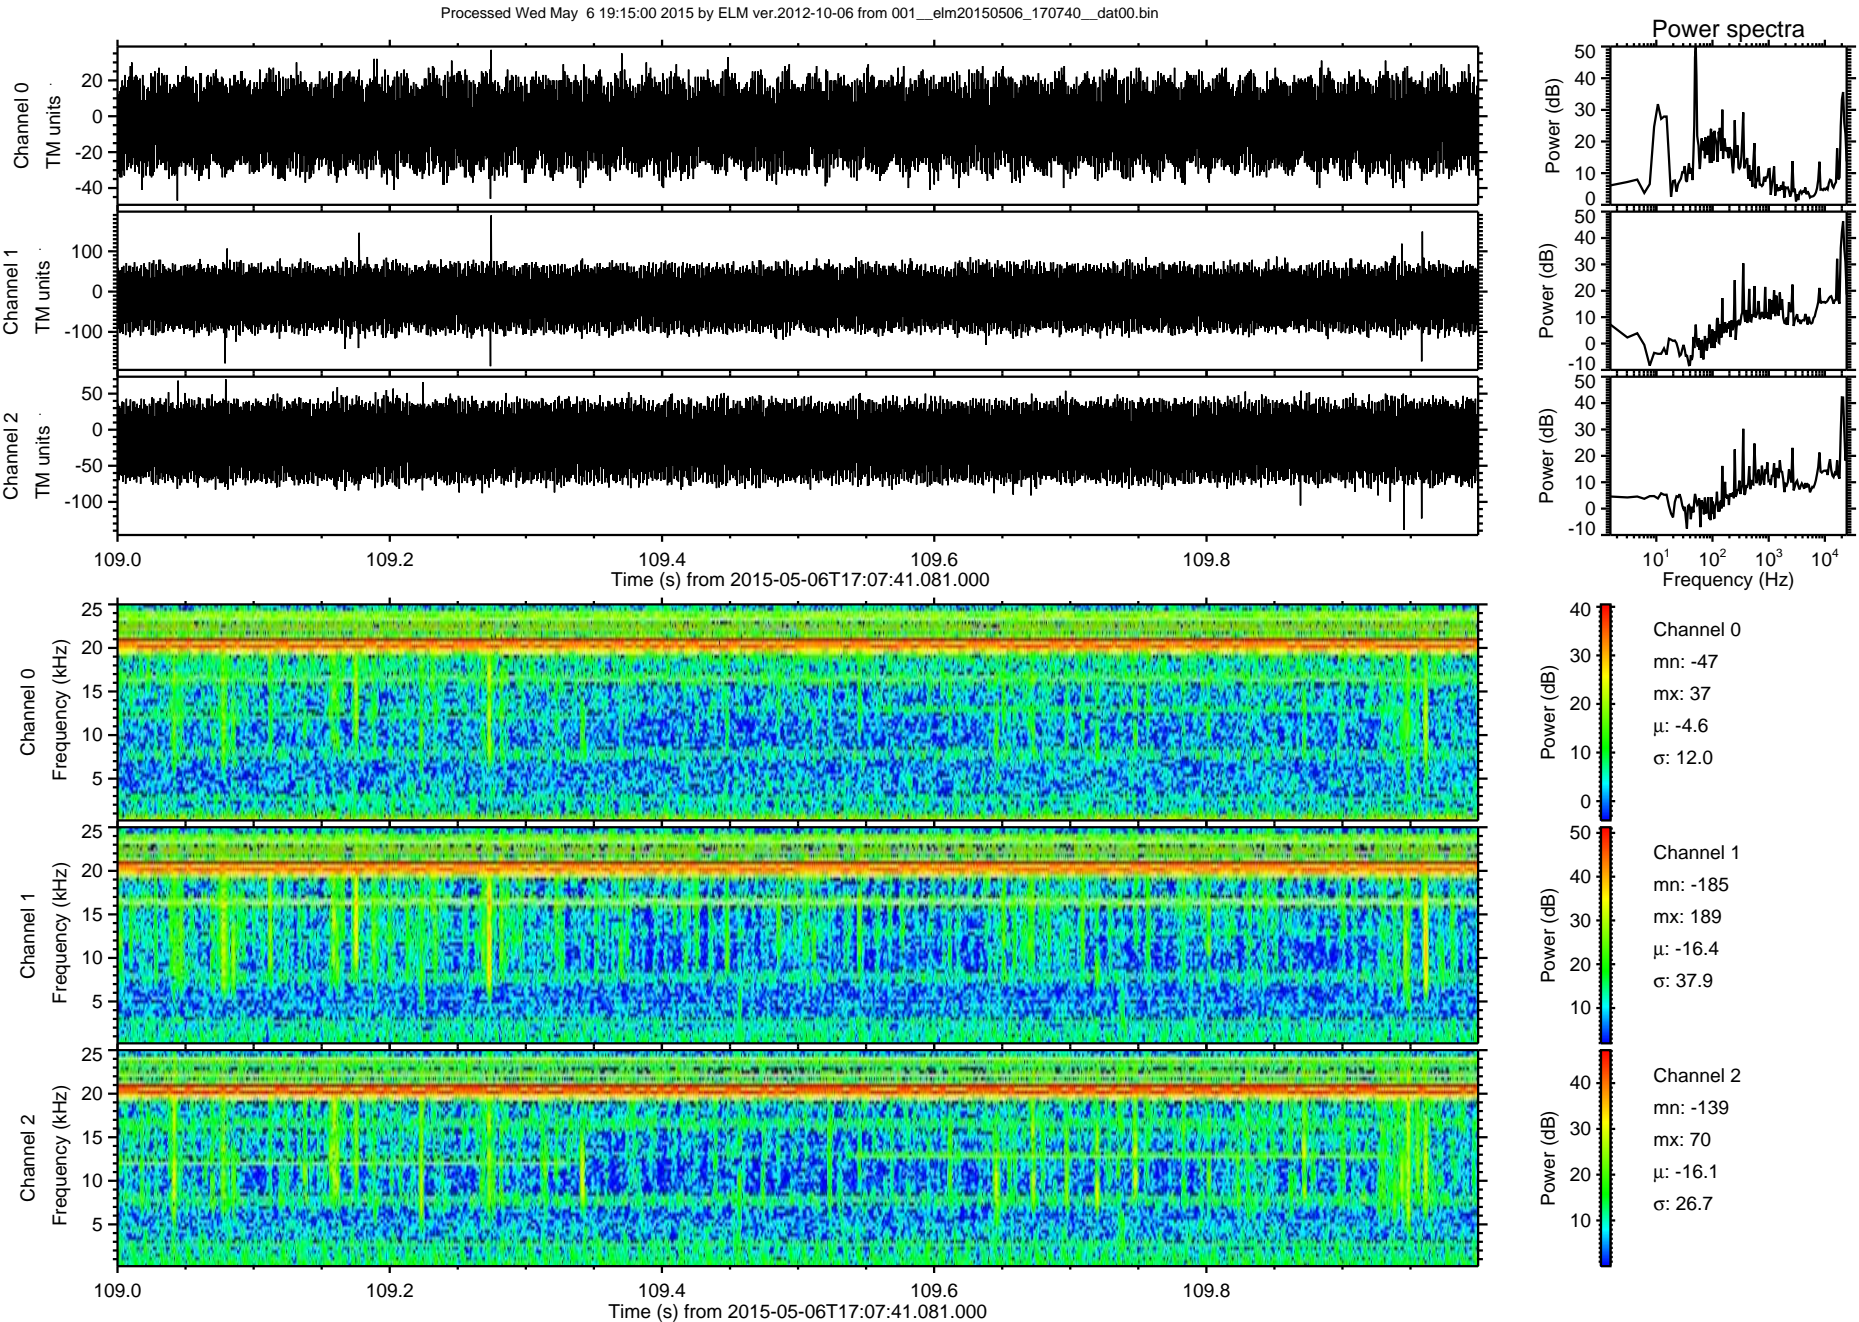 Processed Wed May  6 19:15:00 2015 by ELM ver.2012-10-06 from 001__elm20150506_170740__dat00.bin
Power spectra
Channel 0
TM units
20
0
-20
-40
Power (dB)
50
40
30
20
10
0
Channel 1
TM units
100
0
-100
Power (dB)
50
40
30
20
10
0
-10
Channel 2
TM units
50
0
-50
-100
Power (dB)
50
40
30
20
10
0
-10
109.0
109.2
109.4
109.6
109.8
Time (s) from 2015-05-06T17:07:41.081.000
10^1
10^2
10^3
10^4
Frequency (Hz)
Channel 0
Frequency (kHz)
25
20
15
10
5
Power (dB)
40
30
20
10
0
Channel 0
mn: -47
mx: 37
μ: -4.6
σ: 12.0
Channel 1
Frequency (kHz)
25
20
15
10
5
Power (dB)
50
40
30
20
10
Channel 1
mn: -185
mx: 189
μ: -16.4
σ: 37.9
Channel 2
Frequency (kHz)
25
20
15
10
5
Power (dB)
40
30
20
10
Channel 2
mn: -139
mx: 70
μ: -16.1
σ: 26.7
109.0
109.2
109.4
109.6
109.8
Time (s) from 2015-05-06T17:07:41.081.000